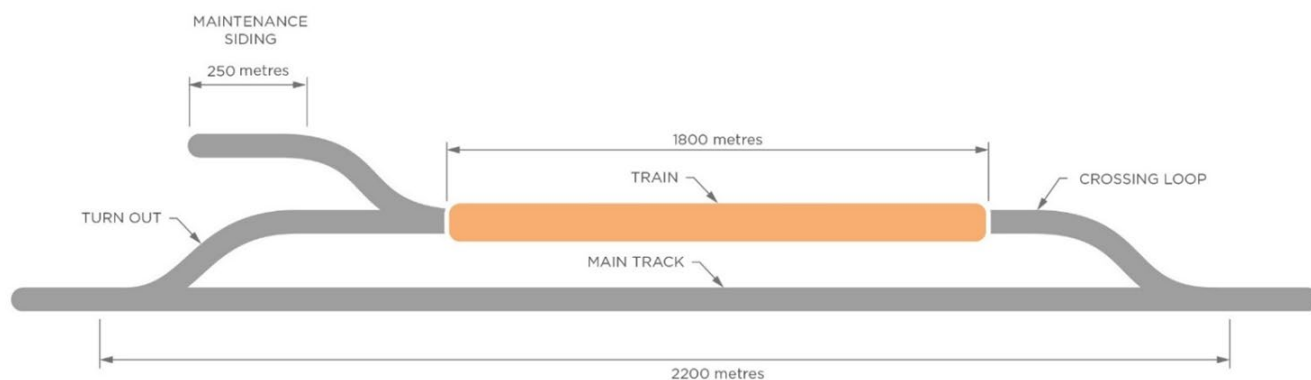 MAINTENANCE
SIDING
250 metres
1800 metres
TRAIN
CROSSING LOOP
TURN OUT
MAIN TRACK
2200 metres